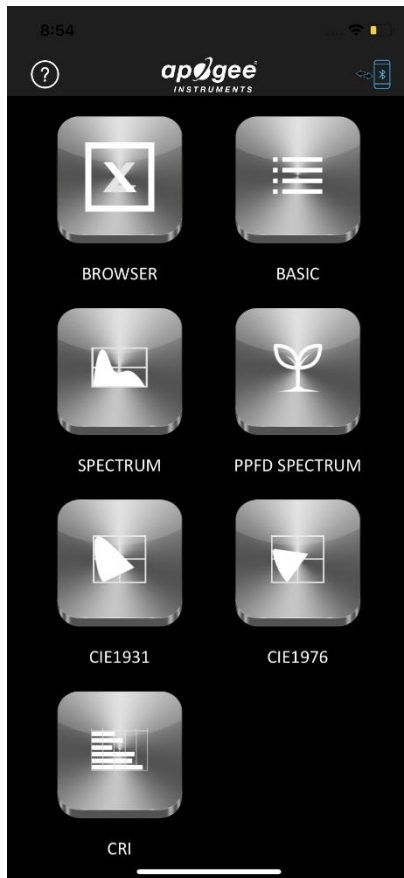 8:54
?
apogee
INSTRUMENTS
X
BROWSER
BASIC
SPECTRUM
PPFD SPECTRUM
CIE1931
CIE1976
CRI